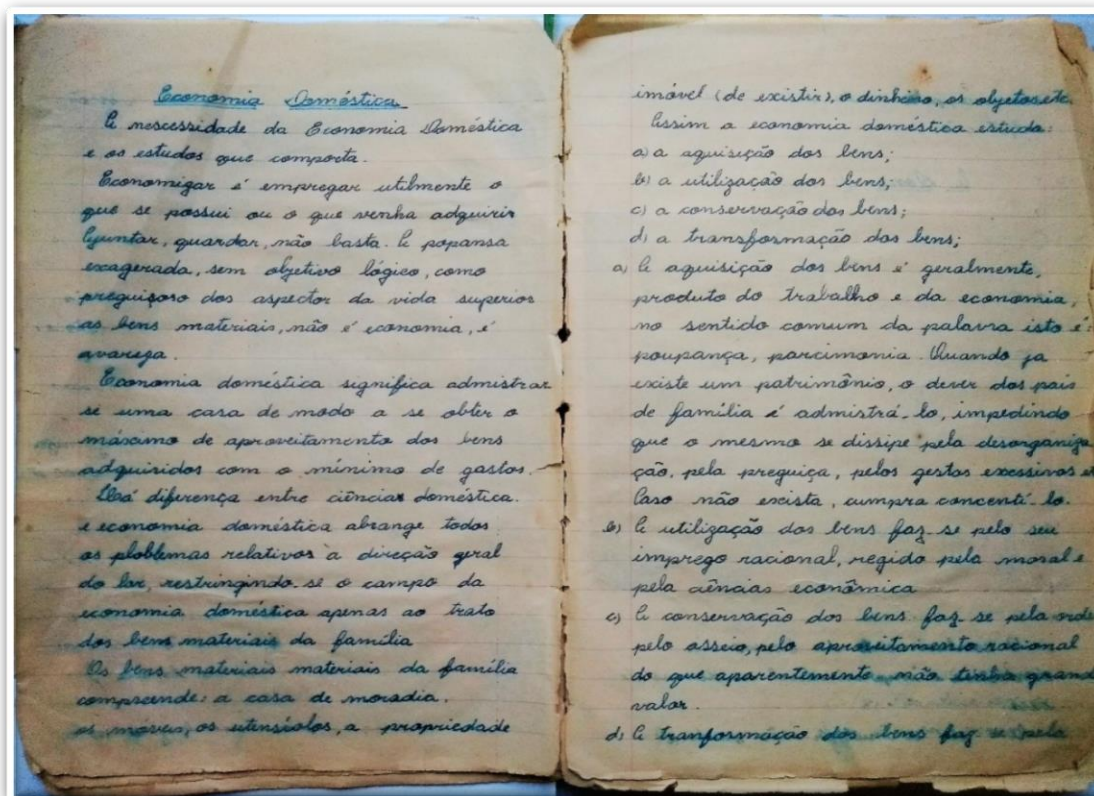 Economia Doméstica
A nescessidade da Economia Doméstica
e os estudos que comporta.
Economizar é empregar utilmente o
que se possui ou o que venha adquirir
Ajuntar, guardar, não basta. A popansa
exagerada, sem objetivo lógico, como
preguiçoso dos aspector da vida superior
as bens materiais, não é economia, é
avareza.
Economia doméstica significa admistrar
se uma casa de modo a se obter o
máximo de aproveitamento dos bens
adquiridos com o mínimo de gastos.
Há diferença entre ciências doméstica.
e economia doméstica abrange todos
os ploblemas relativos à direção geral
do lar, restringindo-se o campo da
economia doméstica apenas ao trato
dos bens materiais da família
Os bens materiais materiais da família
compreende: a casa de moradia,
os móveis, os utensíolos, a propriedade
imóvel (de existir), o dinheiro, os objetos, etc.
Assim a economia doméstica estuda:
a) a aquisição dos bens;
b) a utilização dos bens;
c) a conservação dos bens;
d) a transformação dos bens;
a) A aquisição dos bens é geralmente,
produto do trabalho e da economia,
no sentido comum da palavra isto é:
poupança, parcimonia. Quando ja
existe um patrimônio, o dever dos pais
de família é admistrá-lo, impedindo
que o mesmo se dissipe pela desorganiza
ção, pela preguiça, pelos gestos excessivos
Caso não exista, cumpra concentí-lo.
b) A utilização dos bens faz-se pelo seu
imprego racional, regido pela moral e
pela ciências econômica
c) A conservação dos bens faz-se pela
pelo asseio, pelo aproveitamento racional
do que aparentemente não tinha grand
valor.
d) A tranformação dos bens faz se pela